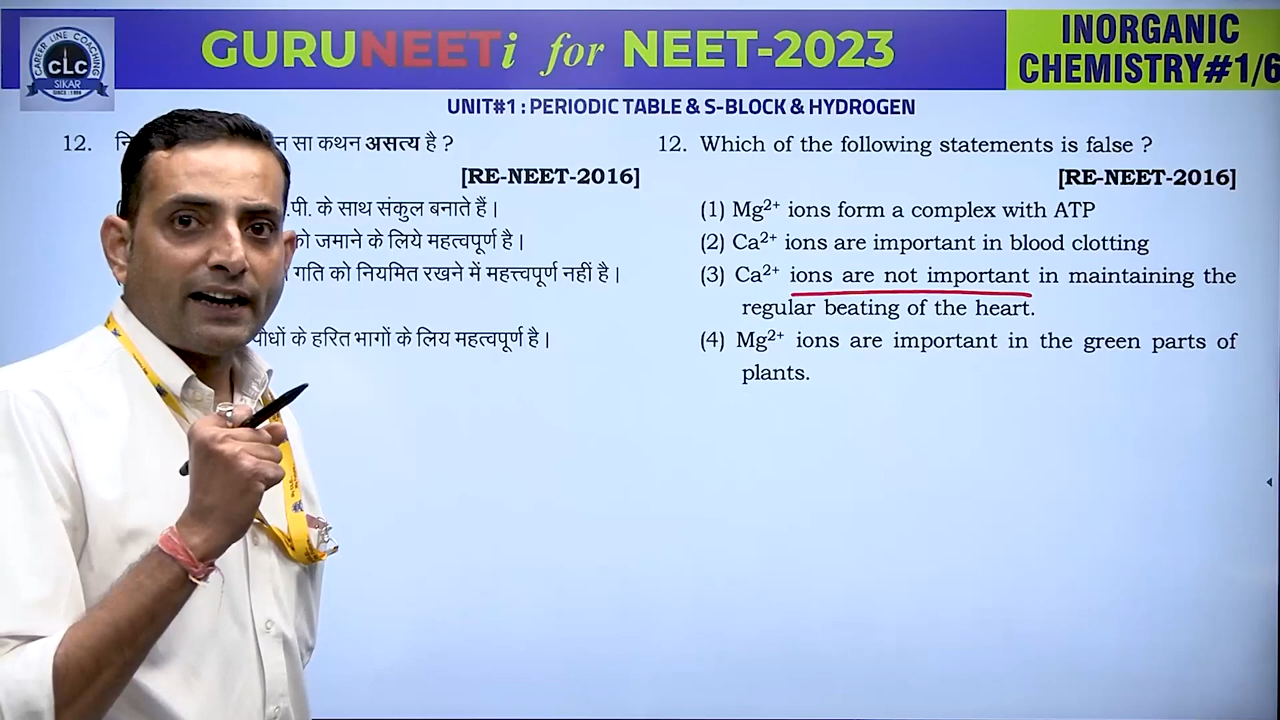 CAREER LINE COACHING
CLC
SIKAR
SINCE : 1996
GURUNEETi for NEET-2023
INORGANIC
CHEMISTRY#1/6
UNIT#1 : PERIODIC TABLE & S-BLOCK & HYDROGEN
12. सा कथन असत्य है ?
[RE-NEET-2016]
.पी. के साथ संकुल बनाते हैं।
को जमाने के लिये महत्वपूर्ण है।
गति को नियमित रखने में महत्त्वपूर्ण नहीं है।
के हरित भागों के लिय महत्वपूर्ण है।
12. Which of the following statements is false ?
[RE-NEET-2016]
(1) Mg²⁺ ions form a complex with ATP
(2) Ca²⁺ ions are important in blood clotting
(3) Ca²⁺ ions are not important in maintaining the
regular beating of the heart.
(4) Mg²⁺ ions are important in the green parts of
plants.